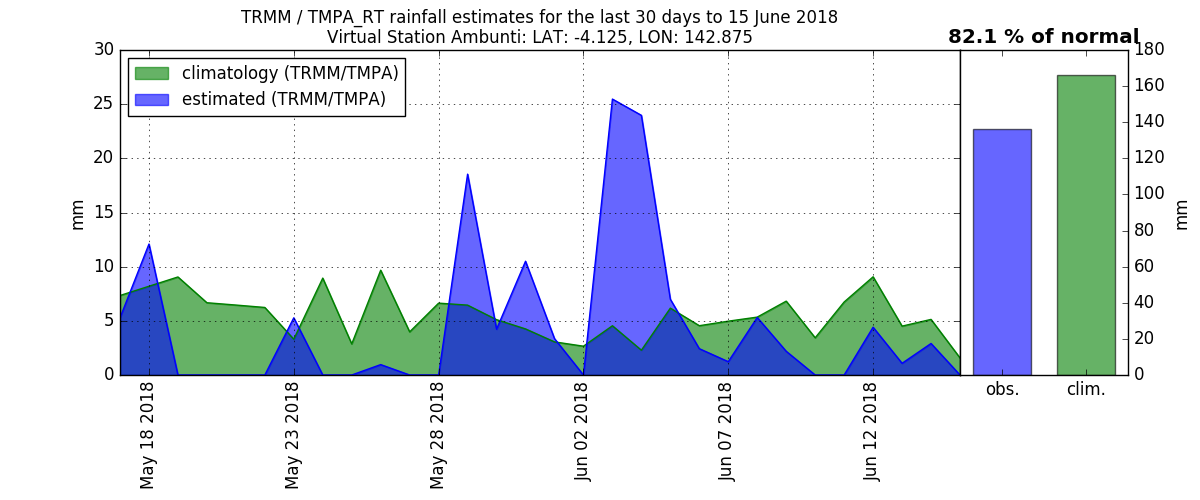 TRMM / TMPA_RT rainfall estimates for the last 30 days to 15 June 2018
Virtual Station Ambunti: LAT: -4.125, LON: 142.875
82.1 % of normal
climatology (TRMM/TMPA)
estimated (TRMM/TMPA)
30
25
20
15
10
5
0
mm
180
160
140
120
100
80
60
40
20
0
mm
obs.
clim.
May 18 2018
May 23 2018
May 28 2018
Jun 02 2018
Jun 07 2018
Jun 12 2018